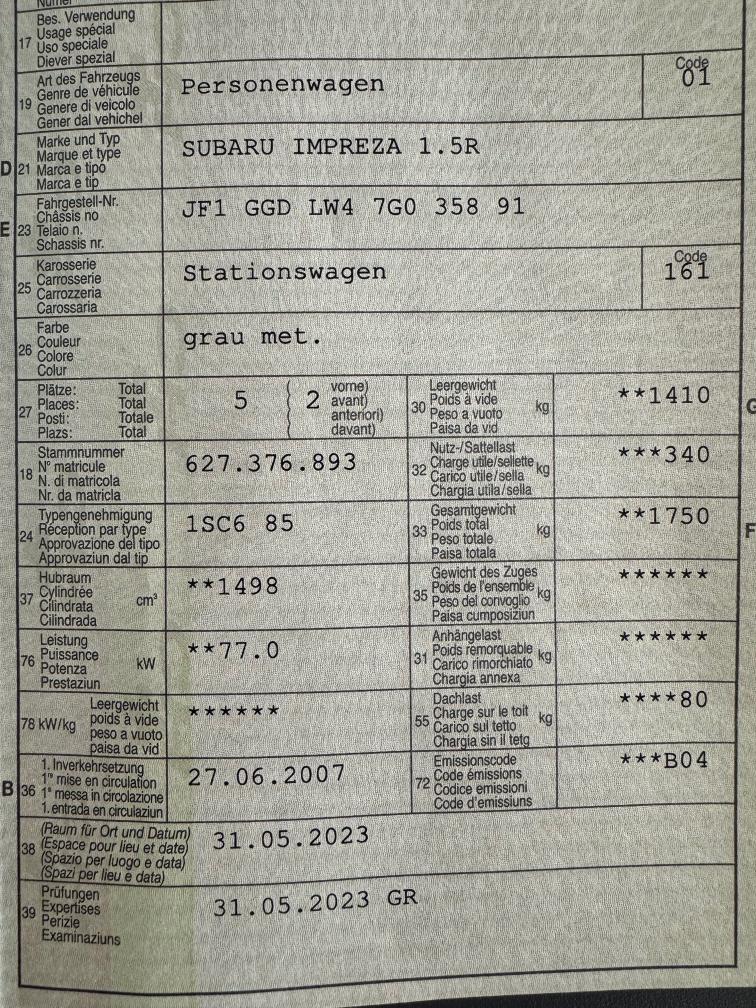 Numer
Bes. Verwendung
17 Usage spécial
Uso speciale
Diever spezial
Art des Fahrzeugs
19 Genre de véhicule
Genere di veicolo
Gener dal vehichel
Personenwagen
Code
01
Marke und Typ
D 21 Marque et type
Marca e tipo
Marca e tip
SUBARU IMPREZA 1.5R
Fahrgestell-Nr.
E 23 Châssis no
Telaio n.
Schassis nr.
JF1 GGD LW4 7G0 358 91
Karosserie
25 Carrosserie
Carrozzeria
Carossaria
Stationswagen
Code
161
Farbe
26 Couleur
Colore
Colur
grau met.
Plätze: Total
27 Places: Total
Posti: Totale
Plazs: Total
5 ( 2 vorne)
avant)
anteriori)
davant)
Leergewicht
30 Poids à vide kg
Peso a vuoto
Paisa da vid
**1410
G
Stammnummer
18 N° matricule
N. di matricola
Nr. da matricla
627.376.893
Nutz-/Sattellast
32 Charge utile/sellette kg
Carico utile/sella
Chargia utila/sella
***340
Typengenehmigung
24 Réception par type
Approvazione del tipo
Approvaziun dal tip
1SC6 85
Gesamtgewicht
33 Poids total kg
Peso totale
Paisa totala
**1750
F
Hubraum
37 Cylindrée cm³
Cilindrata
Cilindrada
**1498
Gewicht des Zuges
35 Poids de l'ensemble kg
Peso del convoglio
Paisa cumposiziun
******
Leistung
76 Puissance kW
Potenza
Prestaziun
**77.0
Anhängelast
31 Poids remorquable kg
Carico rimorchiato
Chargia annexa
******
Leergewicht
78 kW/kg poids à vide
peso a vuoto
paisa da vid
******
Dachlast
55 Charge sur le toit kg
Carico sul tetto
Chargia sin il tetg
****80
1. Inverkehrsetzung
B 36 1re mise en circulation
1a messa in circolazione
1. entrada en circulaziun
27.06.2007
Emissionscode
72 Code émissions
Codice emissioni
Code d'emissiuns
***B04
(Raum für Ort und Datum)
38 (Espace pour lieu et date)
(Spazio per luogo e data)
(Spazi per lieu e data)
31.05.2023
Prüfungen
39 Expertises
Perizie
Examinaziuns
31.05.2023 GR